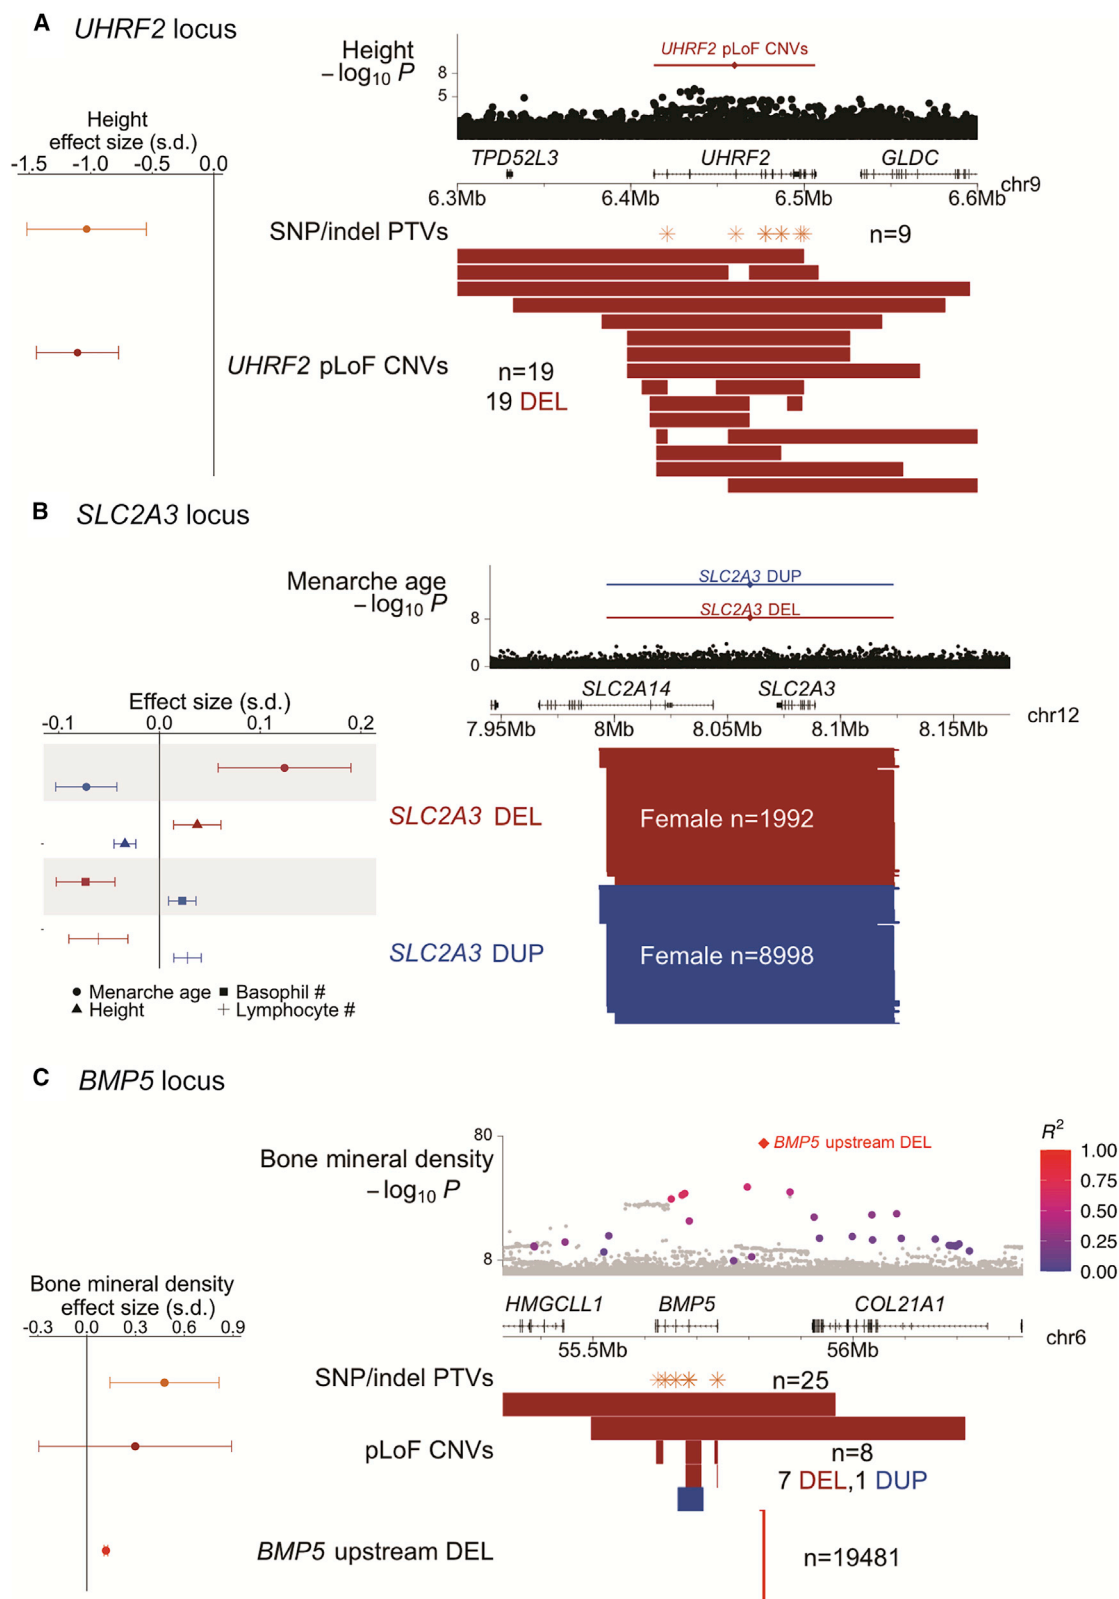 A UHRF2 locus
Height
−log10 P
UHRF2 pLoF CNVs
8
5
Height
effect size (s.d.)
-1.5 -1.0 -0.5 0.0
TPD52L3 UHRF2 GLDC
6.3Mb 6.4Mb 6.5Mb 6.6Mb chr9
SNP/indel PTVs n=9
UHRF2 pLoF CNVs n=19
19 DEL
B SLC2A3 locus
Menarche age
−log10 P
SLC2A3 DUP
SLC2A3 DEL
8
0
Effect size (s.d.)
-0.1 0.0 0.1 0.2
SLC2A14 SLC2A3
7.95Mb 8Mb 8.05Mb 8.1Mb 8.15Mb chr12
SLC2A3 DEL Female n=1992
SLC2A3 DUP Female n=8998
Menarche age Basophil #
Height Lymphocyte #
C BMP5 locus
Bone mineral density
−log10 P
80
8
BMP5 upstream DEL
R2
1.00
0.75
0.50
0.25
0.00
Bone mineral density
effect size (s.d.)
-0.3 0.0 0.3 0.6 0.9
HMGCLL1 BMP5 COL21A1
55.5Mb 56Mb chr6
SNP/indel PTVs n=25
pLoF CNVs n=8
7 DEL,1 DUP
BMP5 upstream DEL n=19481